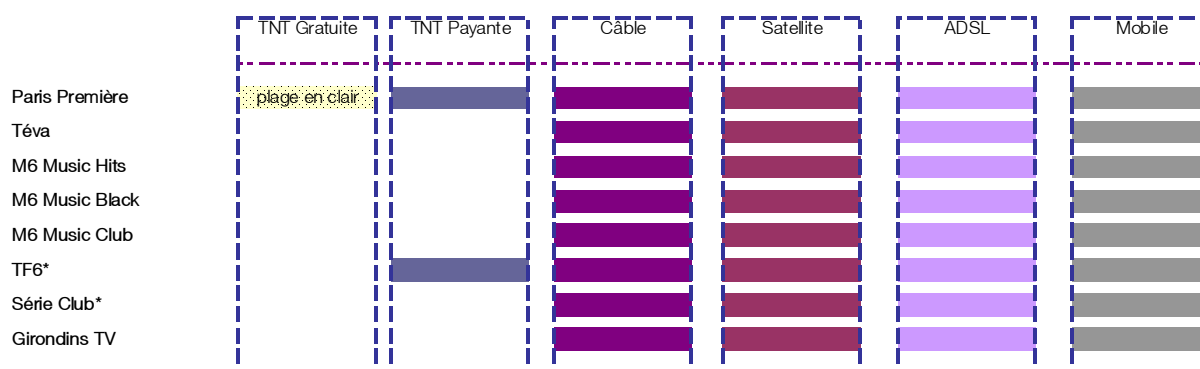 TNT Gratuite TNT Payante Câble Satellite ADSL Mobile
Paris Première plage en clair
Téva
M6 Music Hits
M6 Music Black
M6 Music Club
TF6*
Série Club*
Girondins TV